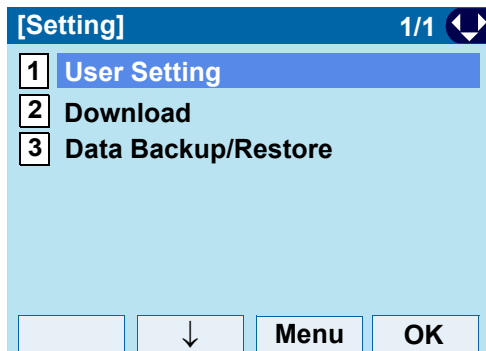 [Setting] 1/1
1 User Setting
2 Download
3 Data Backup/Restore
↓ Menu OK